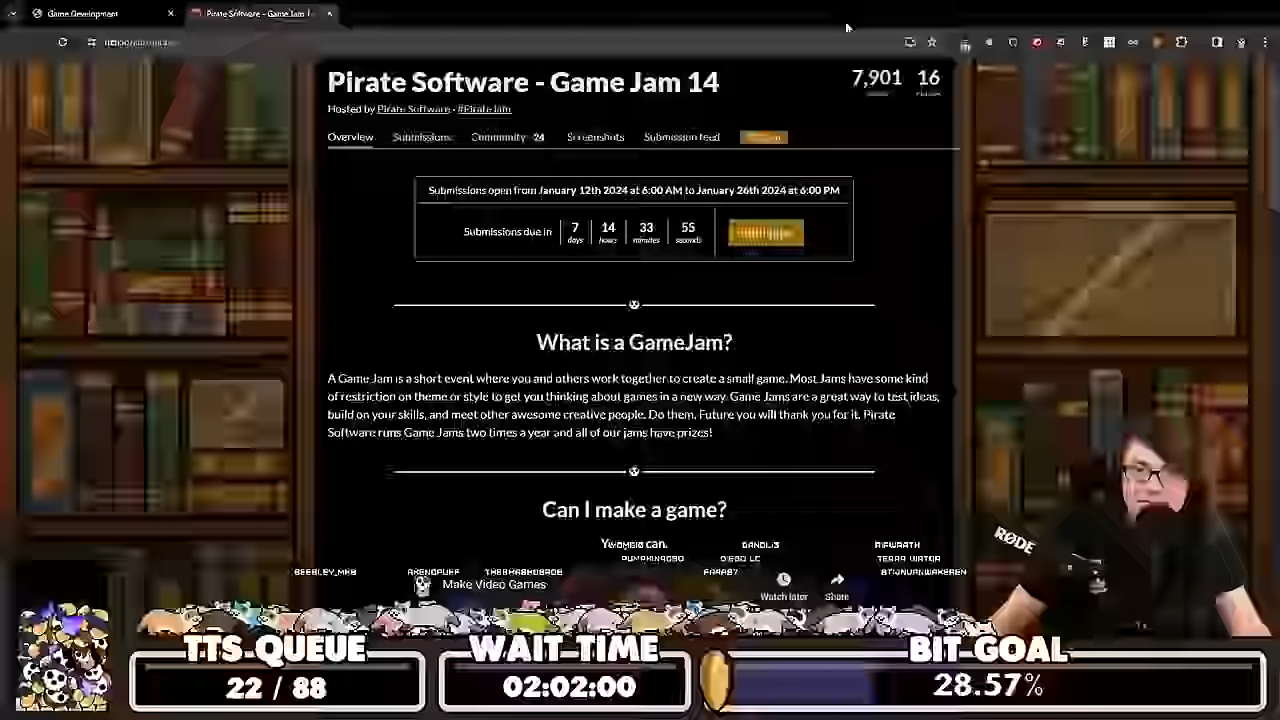 Game Development
Pirate Software - Game Jam 1
Pirate Software - Game Jam 14
7,901 16
Hosted by Pirate Software · #Pirate Jam
Overview Submissions Community 24 Screenshots Submission feed
Submissions open from January 12th 2024 at 6:00 AM to January 26th 2024 at 6:00 PM
Submissions due in 7 days 14 hours 33 minutes 55 seconds
What is a GameJam?
A Game Jam is a short event where you and others work together to create a small game. Most Jams have some kind
of restriction on theme or style to get you thinking about games in a new way. Game Jams are a great way to test ideas,
build on your skills, and meet other awesome creative people. Do them. Future you will thank you for it. Pirate
Software runs Game Jams two times a year and all of our jams have prizes!
Can I make a game?
can.
Make Video Games
Watch later Share
RØDE
TTS QUEUE WAIT TIME BIT GOAL
22 / 88 02:02:00 28.57%